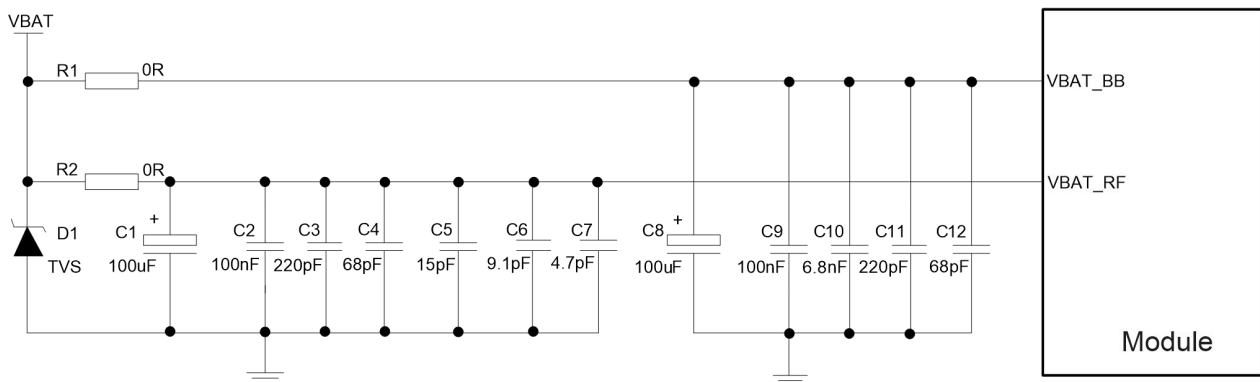 VBAT
R1 0R
VBAT_BB
R2 0R
VBAT_RF
+ +
D1 C1 C2 C3 C4 C5 C6 C7 C8 C9 C10 C11 C12
TVS 100uF 100nF 220pF 68pF 15pF 9.1pF 4.7pF 100uF 100nF 6.8nF 220pF 68pF
Module